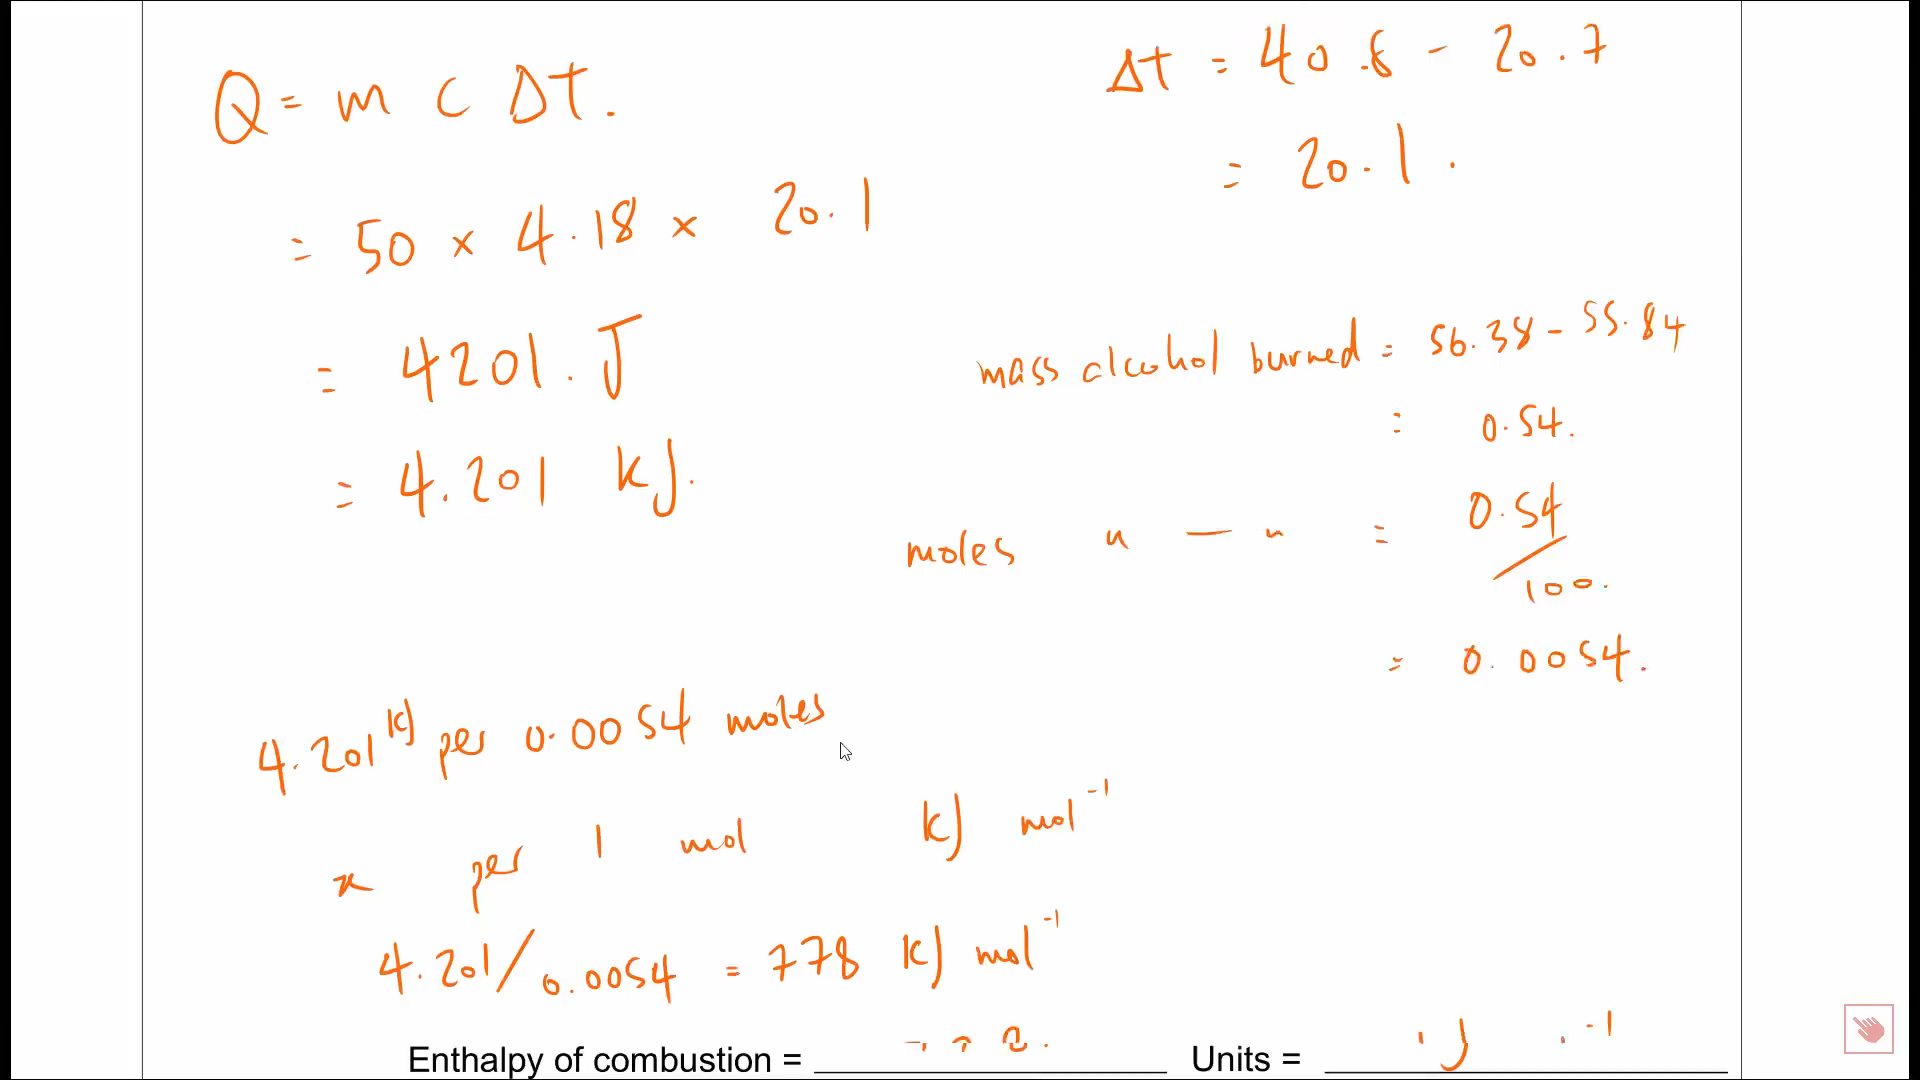 Q = m c Δt.
= 50 × 4.18 × 20.1
= 4201. J
= 4.201 kJ.
Δt = 40.8 - 20.7
= 20.1.
mass alcohol burned = 56.38 - 55.84
= 0.54.
moles " — " = 0.54/100.
= 0.0054.
4.201 kJ per 0.0054 moles
x per 1 mol kJ mol⁻¹
4.201/0.0054 = 778 kJ mol⁻¹
Enthalpy of combustion = Units =